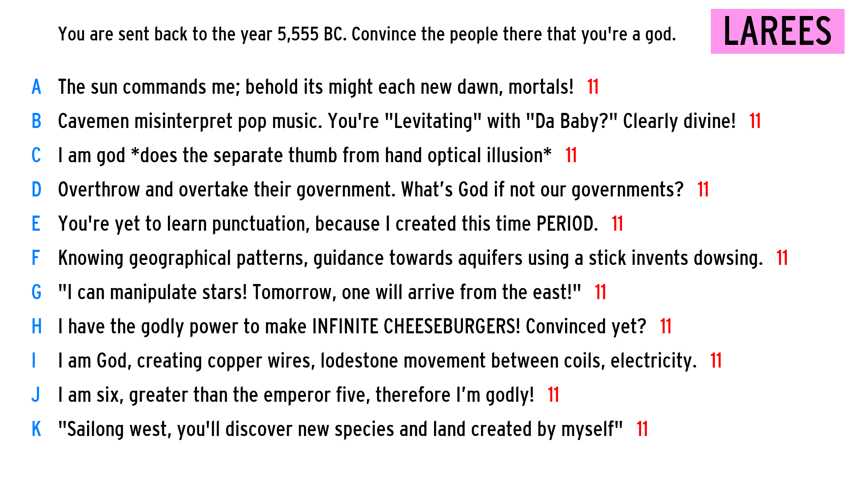 You are sent back to the year 5,555 BC. Convince the people there that you're a god.
LAREES
A The sun commands me; behold its might each new dawn, mortals! 11
B Cavemen misinterpret pop music. You're "Levitating" with "Da Baby?" Clearly divine! 11
C I am god *does the separate thumb from hand optical illusion* 11
D Overthrow and overtake their government. What’s God if not our governments? 11
E You're yet to learn punctuation, because I created this time PERIOD. 11
F Knowing geographical patterns, guidance towards aquifers using a stick invents dowsing. 11
G "I can manipulate stars! Tomorrow, one will arrive from the east!" 11
H I have the godly power to make INFINITE CHEESEBURGERS! Convinced yet? 11
I I am God, creating copper wires, lodestone movement between coils, electricity. 11
J I am six, greater than the emperor five, therefore I’m godly! 11
K "Sailong west, you'll discover new species and land created by myself" 11